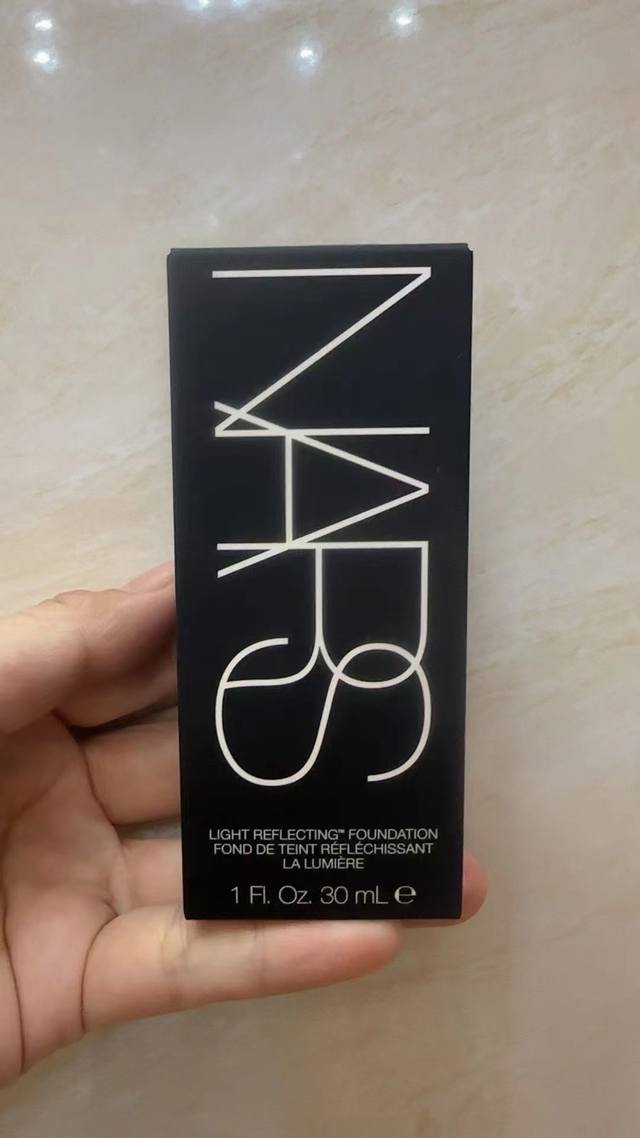 NARS
LIGHT REFLECTING™ FOUNDATION
FOND DE TEINT RÉFLÉCHISSANT
LA LUMIÈRE
1 Fl. Oz. 30 mL ℮